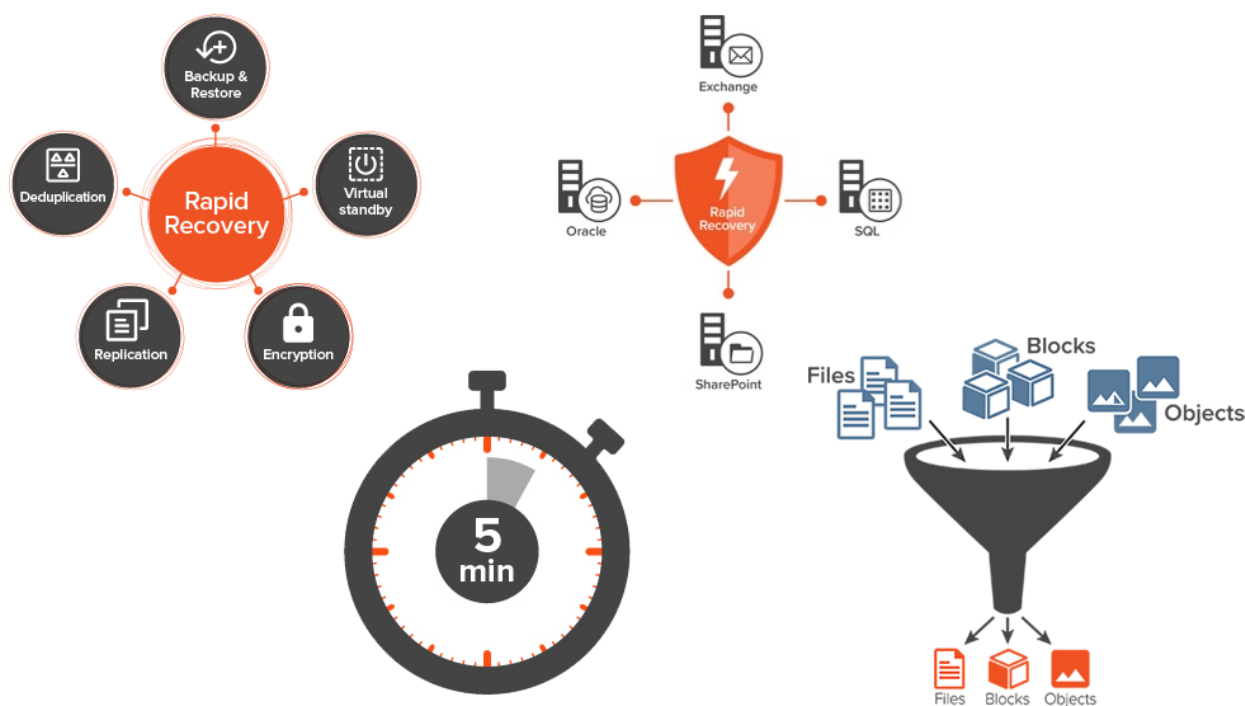 Backup &
Restore
Deduplication
Rapid
Recovery
Virtual
standby
Replication
Encryption
Exchange
Oracle
Rapid
Recovery
SQL
SharePoint
5
min
Files
Blocks
Objects
Files
Blocks
Objects